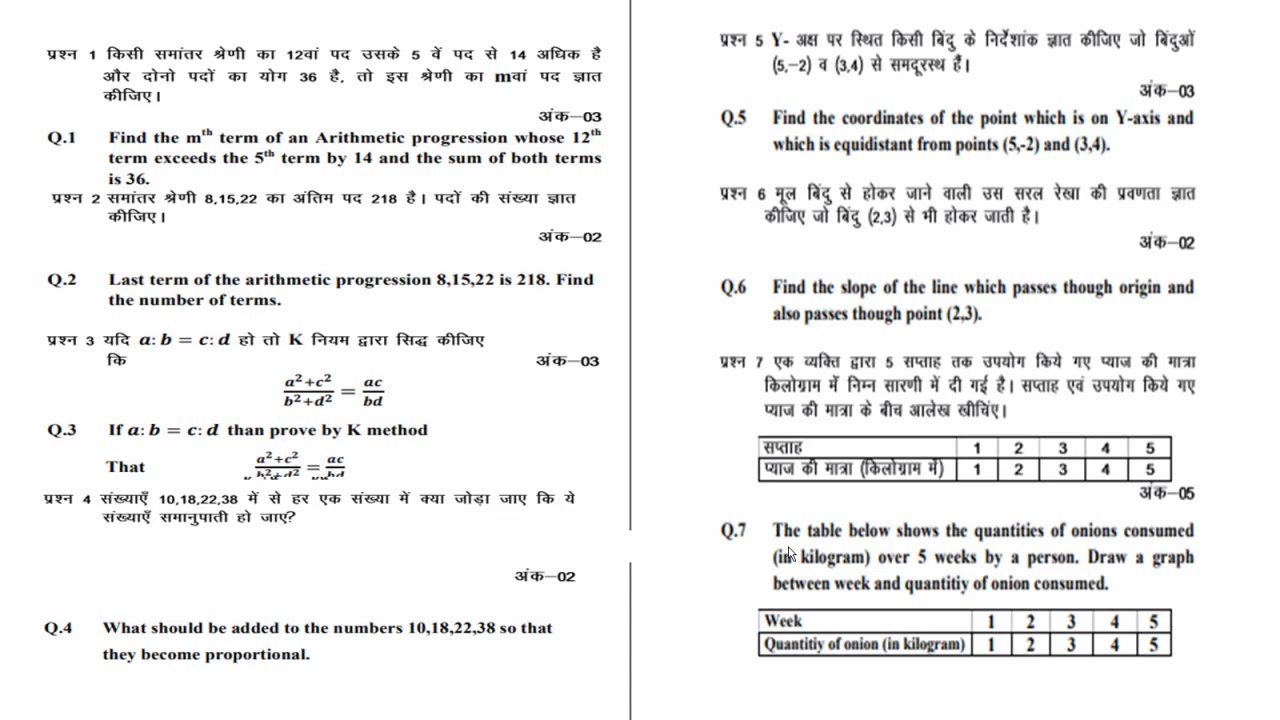 प्रश्न 1 किसी समांतर श्रेणी का 12वां पद उसके 5 वें पद से 14 अधिक है
और दोनो पदों का योग 36 है, तो इस श्रेणी का mवां पद ज्ञात
कीजिए।
अंक–03
Q.1 Find the mth term of an Arithmetic progression whose 12th
term exceeds the 5th term by 14 and the sum of both terms
is 36.
प्रश्न 2 समांतर श्रेणी 8,15,22 का अंतिम पद 218 है। पदों की संख्या ज्ञात
कीजिए।
अंक–02
Q.2 Last term of the arithmetic progression 8,15,22 is 218. Find
the number of terms.
प्रश्न 3 यदि a: b = c: d हो तो K नियम द्वारा सिद्ध कीजिए
कि अंक–03
a²+c²/b²+d² = ac/bd
Q.3 If a: b = c: d than prove by K method
That a²+c²/b²+d² = ac/bd
प्रश्न 4 संख्याएँ 10,18,22,38 में से हर एक संख्या में क्या जोड़ा जाए कि ये
संख्याएँ समानुपाती हो जाए?
अंक–02
Q.4 What should be added to the numbers 10,18,22,38 so that
they become proportional.
प्रश्न 5 Y- अक्ष पर स्थित किसी बिंदु के निर्देशांक ज्ञात कीजिए जो बिंदुओं
(5,–2) व (3,4) से समदूरस्थ हैं।
अंक–03
Q.5 Find the coordinates of the point which is on Y-axis and
which is equidistant from points (5,-2) and (3,4).
प्रश्न 6 मूल बिंदु से होकर जाने वाली उस सरल रेखा की प्रवणता ज्ञात
कीजिए जो बिंदु (2,3) से भी होकर जाती है।
अंक–02
Q.6 Find the slope of the line which passes though origin and
also passes though point (2,3).
प्रश्न 7 एक व्यक्ति द्वारा 5 सप्ताह तक उपयोग किये गए प्याज की मात्रा
किलोग्राम में निम्न सारणी में दी गई है। सप्ताह एवं उपयोग किये गए
प्याज की मात्रा के बीच आलेख खीचिंए।
सप्ताह 1 2 3 4 5
प्याज की मात्रा (किलोग्राम में) 1 2 3 4 5
अंक–05
Q.7 The table below shows the quantities of onions consumed
(in kilogram) over 5 weeks by a person. Draw a graph
between week and quantitiy of onion consumed.
Week 1 2 3 4 5
Quantitiy of onion (in kilogram) 1 2 3 4 5